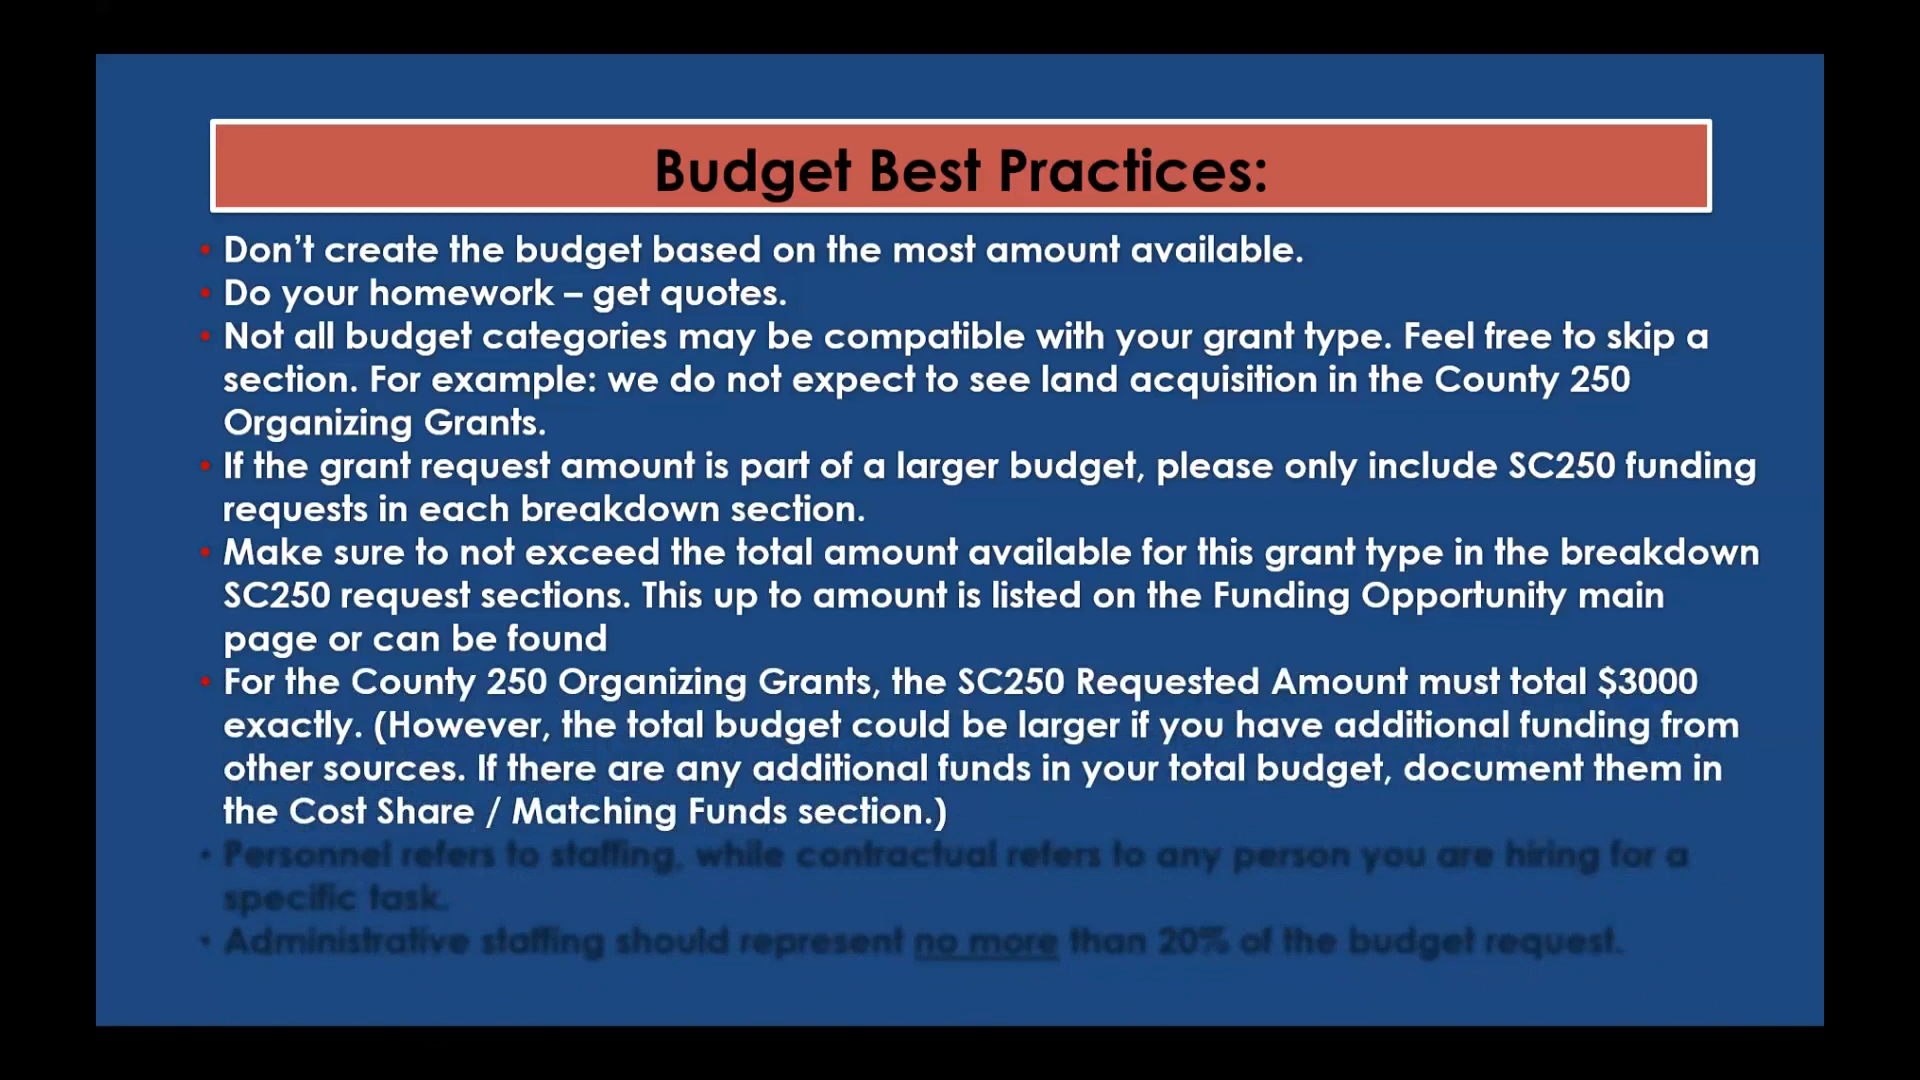 Budget Best Practices:
• Don't create the budget based on the most amount available.
• Do your homework – get quotes.
• Not all budget categories may be compatible with your grant type. Feel free to skip a
section. For example: we do not expect to see land acquisition in the County 250
Organizing Grants.
• If the grant request amount is part of a larger budget, please only include SC250 funding
requests in each breakdown section.
• Make sure to not exceed the total amount available for this grant type in the breakdown
SC250 request sections. This up to amount is listed on the Funding Opportunity main
page or can be found
• For the County 250 Organizing Grants, the SC250 Requested Amount must total $3000
exactly. (However, the total budget could be larger if you have additional funding from
other sources. If there are any additional funds in your total budget, document them in
the Cost Share / Matching Funds section.)
• Personnel refers to staffing, while contractual refers to any person you are hiring for a
specific task.
• Administrative staffing should represent no more than 20% of the budget request.